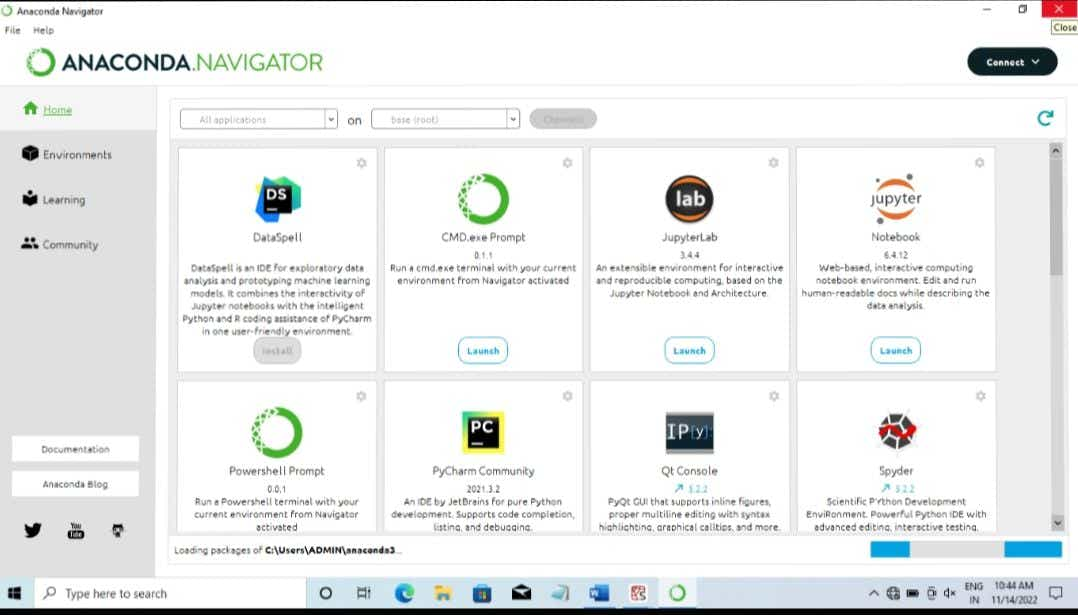 Anaconda Navigator
Close
File Help
ANACONDA.NAVIGATOR
Connect
Home
Environments
Learning
Community
Documentation
Anaconda Blog
You
Tube
All applications on base (root) Channels
DS
DataSpell
DataSpell is an IDE for exploratory data
analysis and prototyping machine learning
models. It combines the interactivity of
Jupyter notebooks with the intelligent
Python and R coding assistance of PyCharm
in one user-friendly environment.
Install
CMD.exe Prompt
0.1.1
Run a cmd.exe terminal with your current
environment from Navigator activated
Launch
lab
JupyterLab
3.4.4
An extensible environment for interactive
and reproducible computing, based on the
Jupyter Notebook and Architecture.
Launch
jupyter
Notebook
6.4.12
Web-based, interactive computing
notebook environment. Edit and run
human-readable docs while describing the
data analysis.
Launch
Powershell Prompt
0.0.1
Run a Powershell terminal with your
current environment from Navigator
activated
PC
PyCharm Community
2021.3.2
An IDE by JetBrains for pure Python
development. Supports code completion,
listing, and debugging.
IP[y]:
Qt Console
5.2.2
PyQt GUI that supports inline figures,
proper multiline editing with syntax
highlighting, graphical calltips, and more.
Spyder
5.2.2
Scientific PYthon Development
EnviRonment. Powerful Python IDE with
advanced editing, interactive testing,
Loading packages of C:\Users\ADMIN\anaconda3...
Type here to search
ENG
IN
10:44 AM
11/14/2022